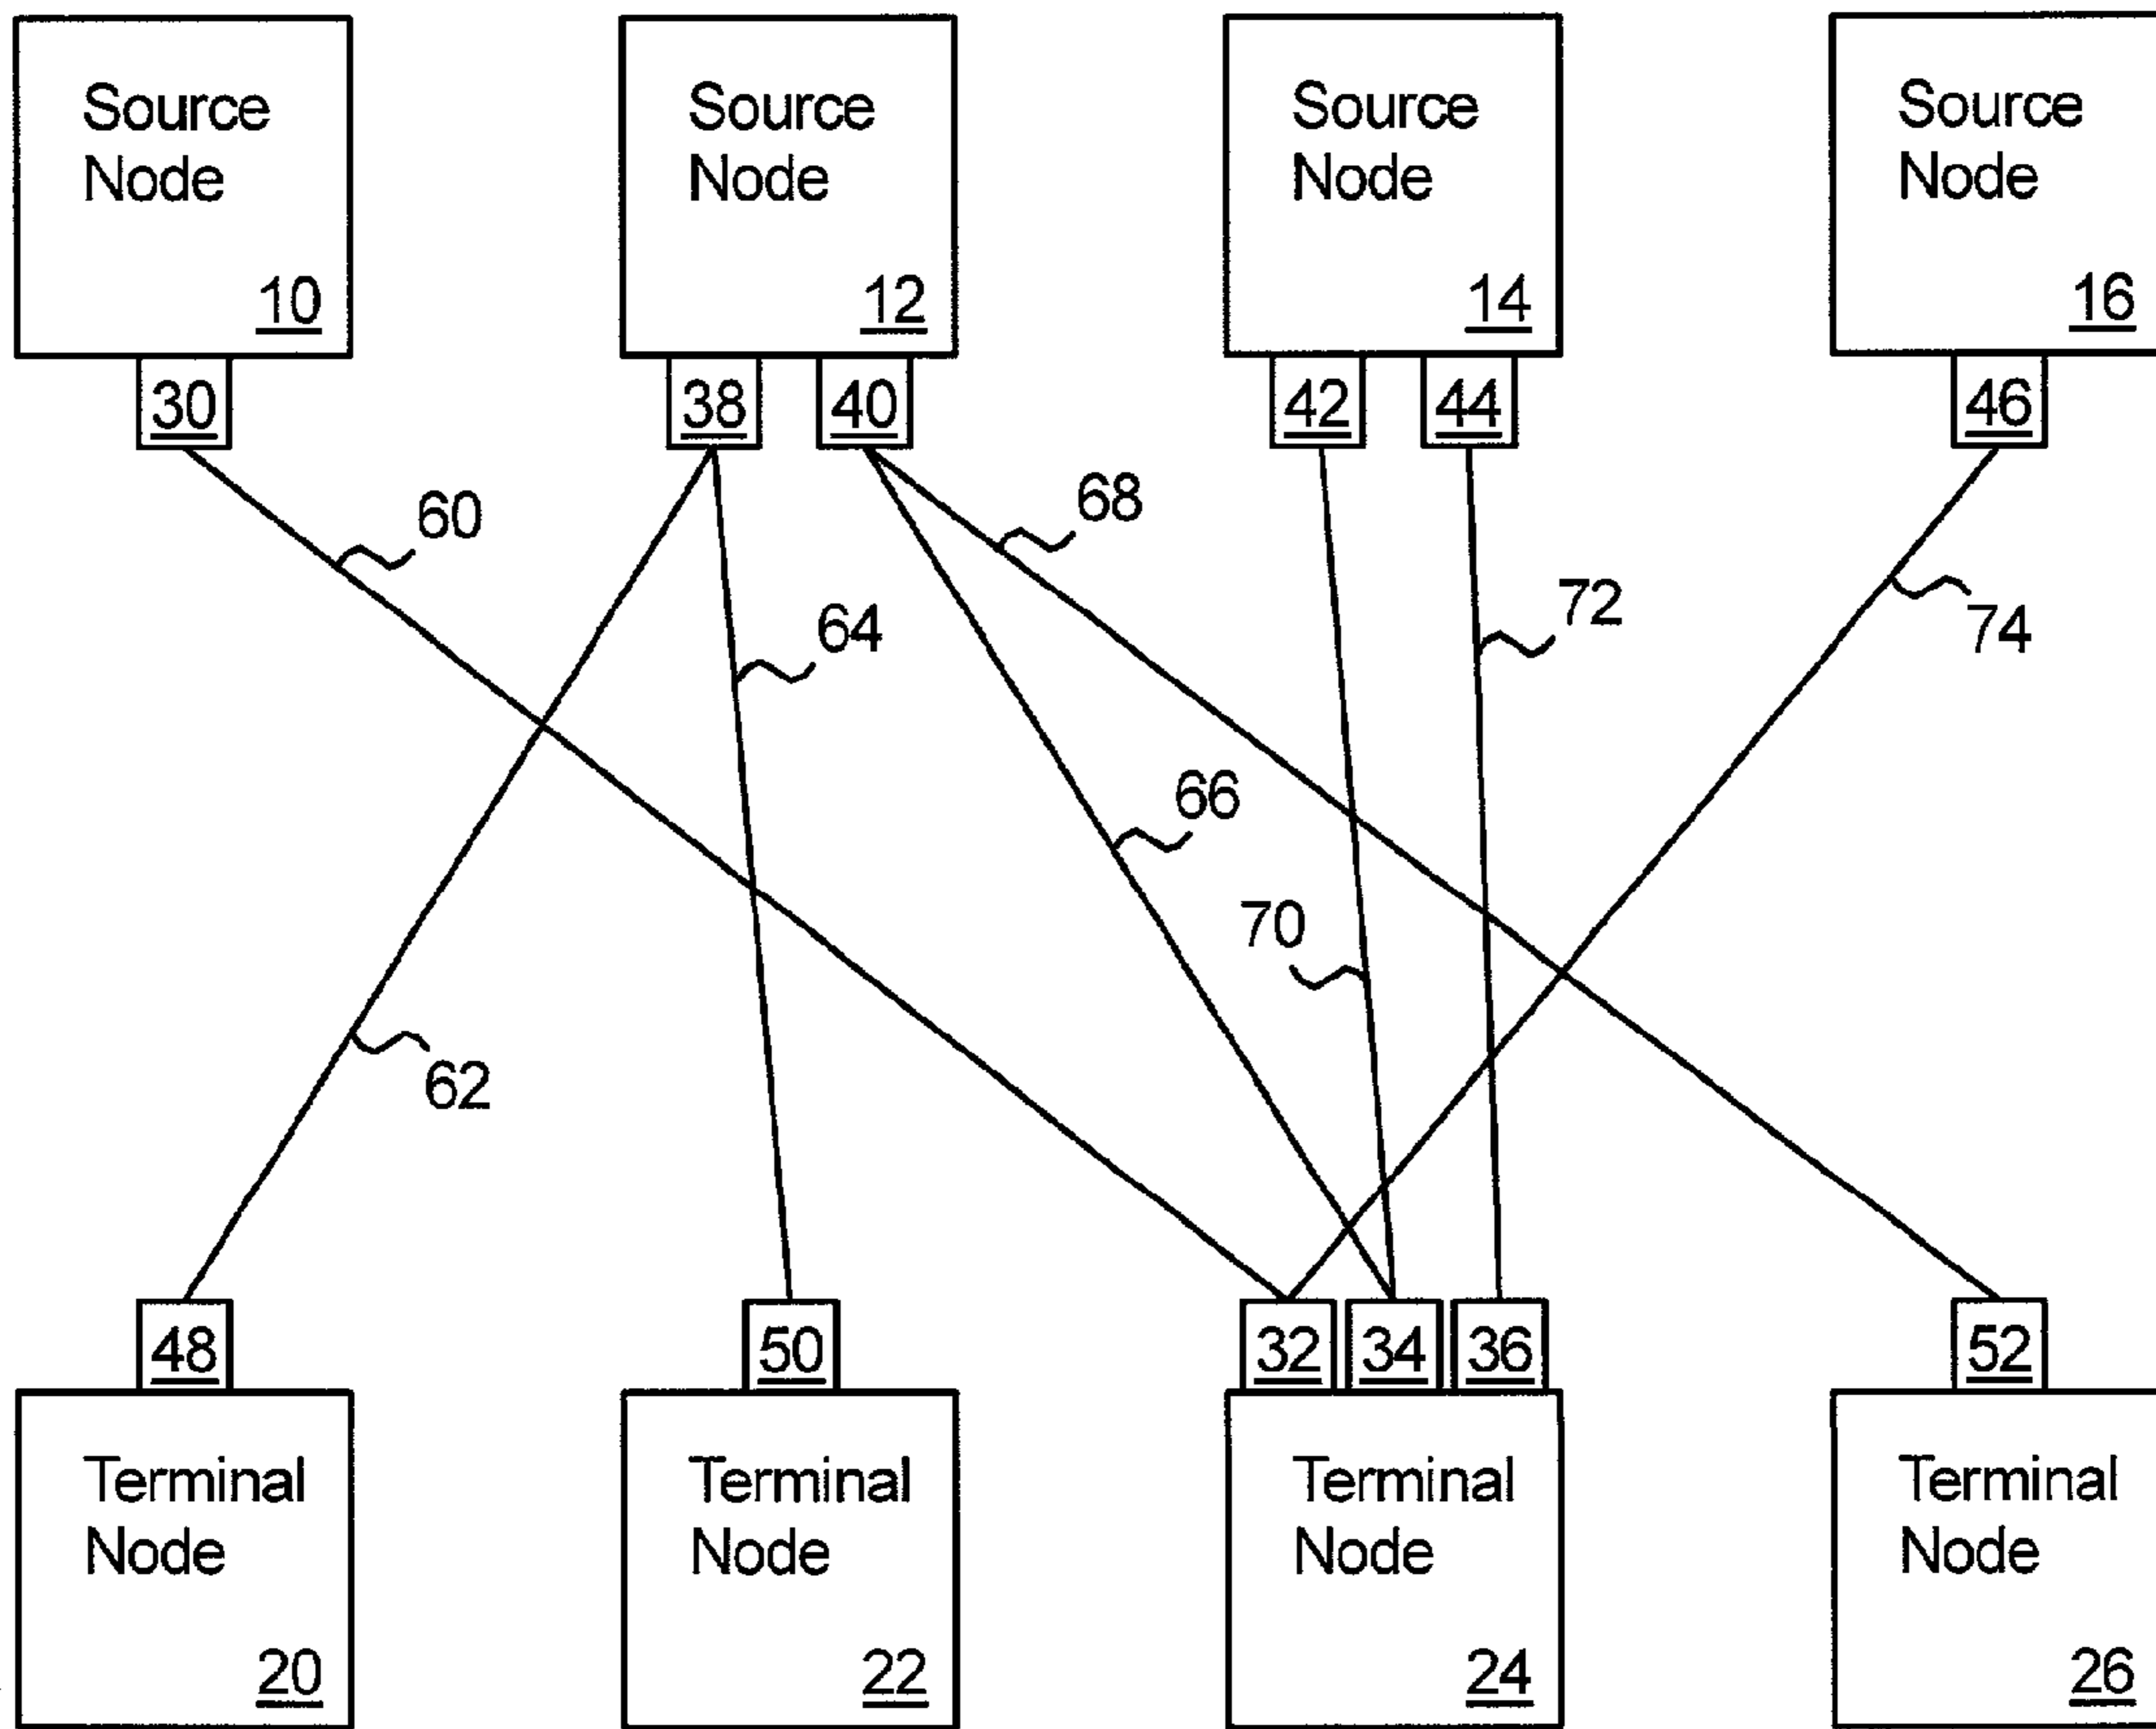 Source
Node
10
Source
Node
12
Source
Node
14
Source
Node
16
30
38
40
42
44
46
60
68
64
72
74
66
70
62
48
50
32
34
36
52
Terminal
Node
20
Terminal
Node
22
Terminal
Node
24
Terminal
Node
26